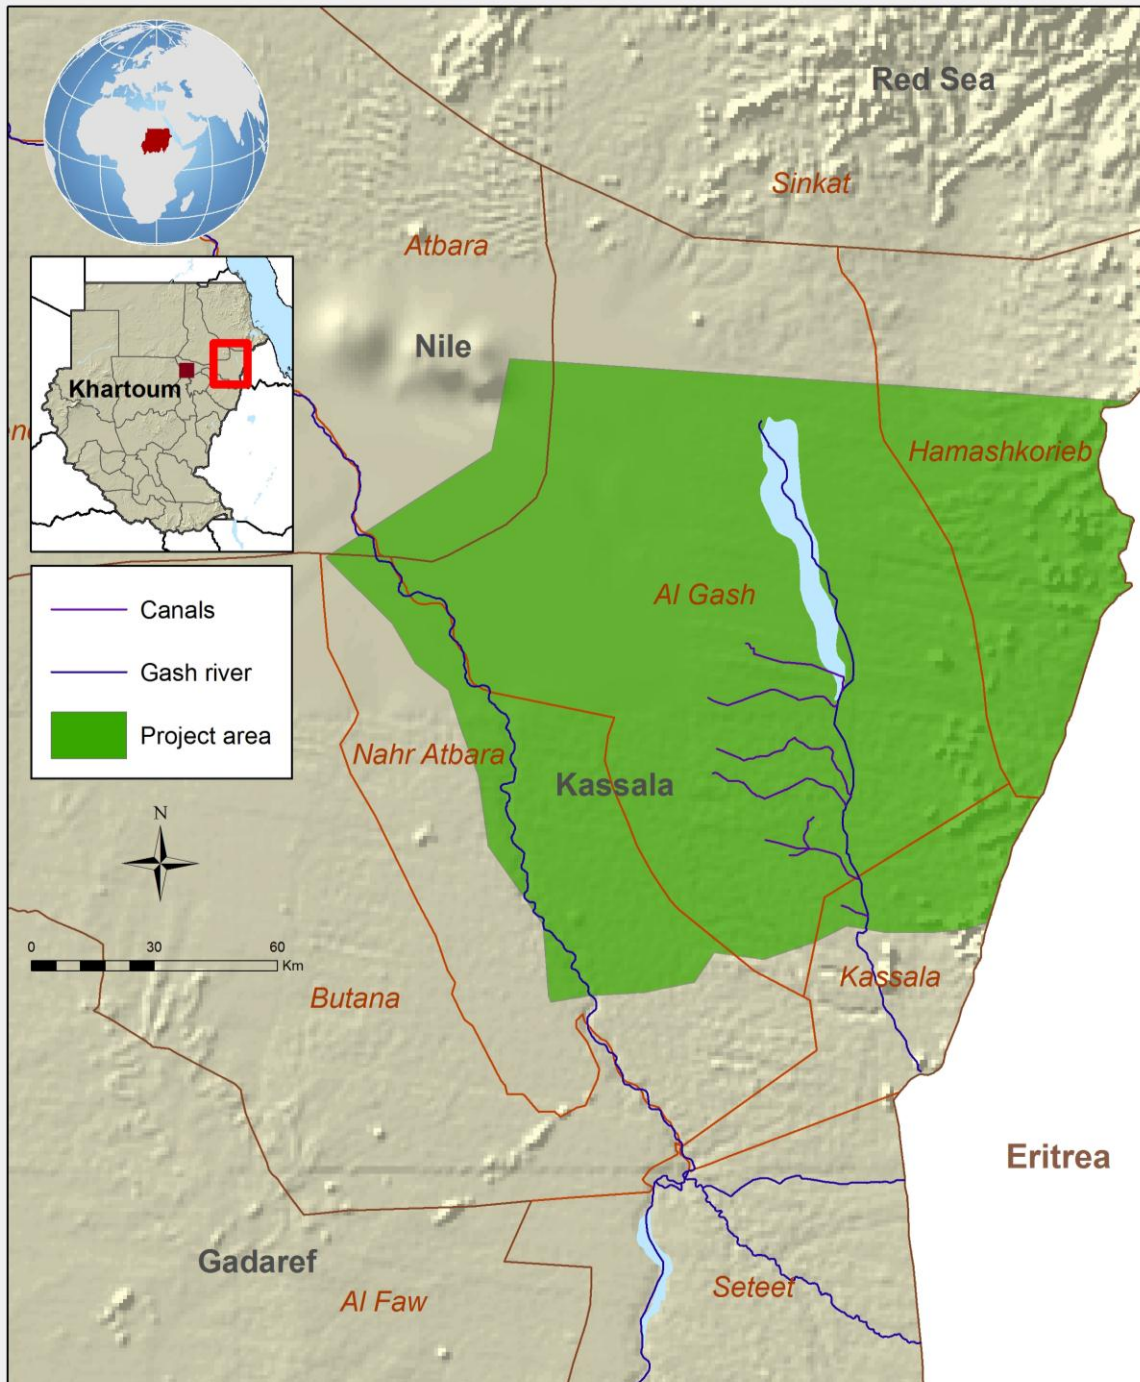 Red Sea
Sinkat
Atbara
Nile
Khartoum
Hamashkorieb
Canals
Al Gash
Gash river
Project area
Nahr Atbara
Kassala
N
0 30 60
Km
Kassala
Butana
Eritrea
Gadaref
Al Faw